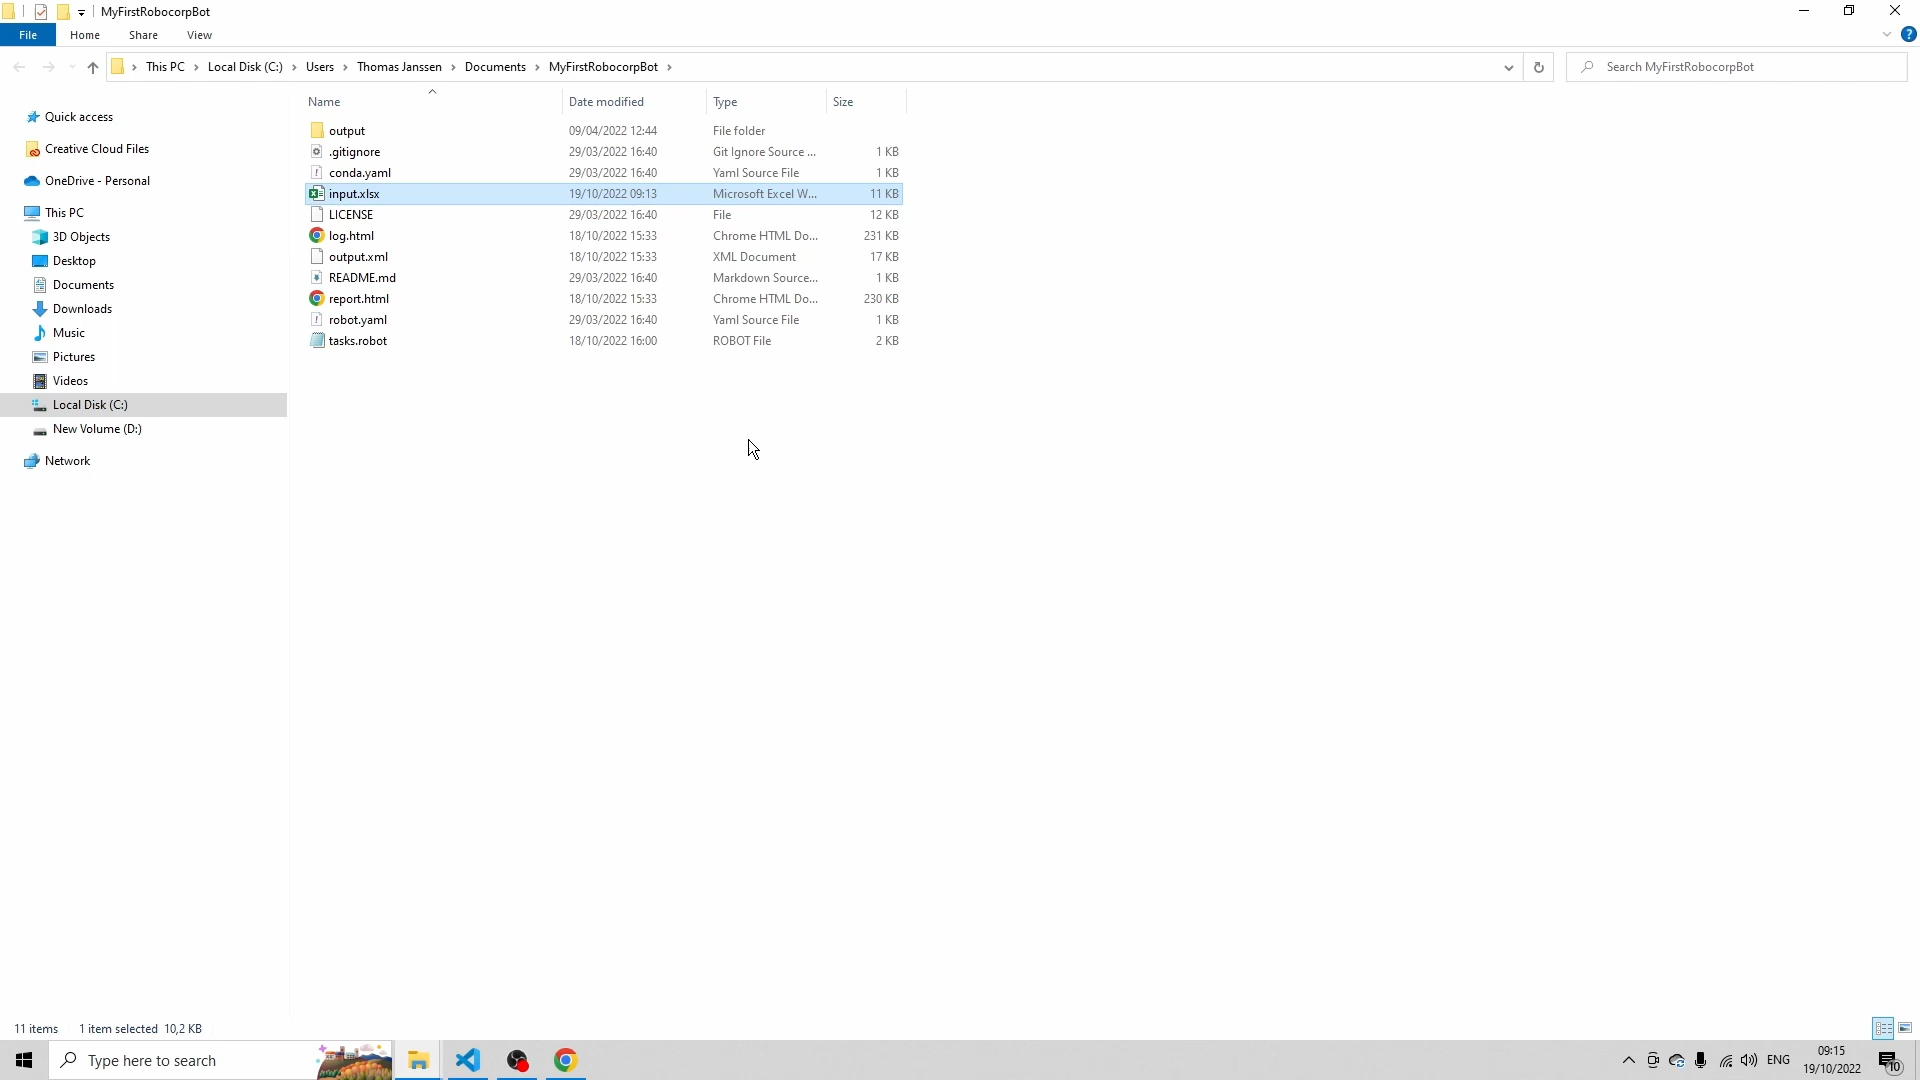 MyFirstRobocorpBot
File Home Share View
This PC Local Disk (C:) Users Thomas Janssen Documents MyFirstRobocorpBot
Search MyFirstRobocorpBot
Name Date modified Type Size
Quick access
Creative Cloud Files
OneDrive - Personal
This PC
3D Objects
Desktop
Documents
Downloads
Music
Pictures
Videos
Local Disk (C:)
New Volume (D:)
Network
output 09/04/2022 12:44 File folder
.gitignore 29/03/2022 16:40 Git Ignore Source ... 1 KB
conda.yaml 29/03/2022 16:40 Yaml Source File 1 KB
input.xlsx 19/10/2022 09:13 Microsoft Excel W... 11 KB
LICENSE 29/03/2022 16:40 File 12 KB
log.html 18/10/2022 15:33 Chrome HTML Do... 231 KB
output.xml 18/10/2022 15:33 XML Document 17 KB
README.md 29/03/2022 16:40 Markdown Source... 1 KB
report.html 18/10/2022 15:33 Chrome HTML Do... 230 KB
robot.yaml 29/03/2022 16:40 Yaml Source File 1 KB
tasks.robot 18/10/2022 16:00 ROBOT File 2 KB
11 items 1 item selected 10,2 KB
Type here to search
ENG
09:15
19/10/2022
10